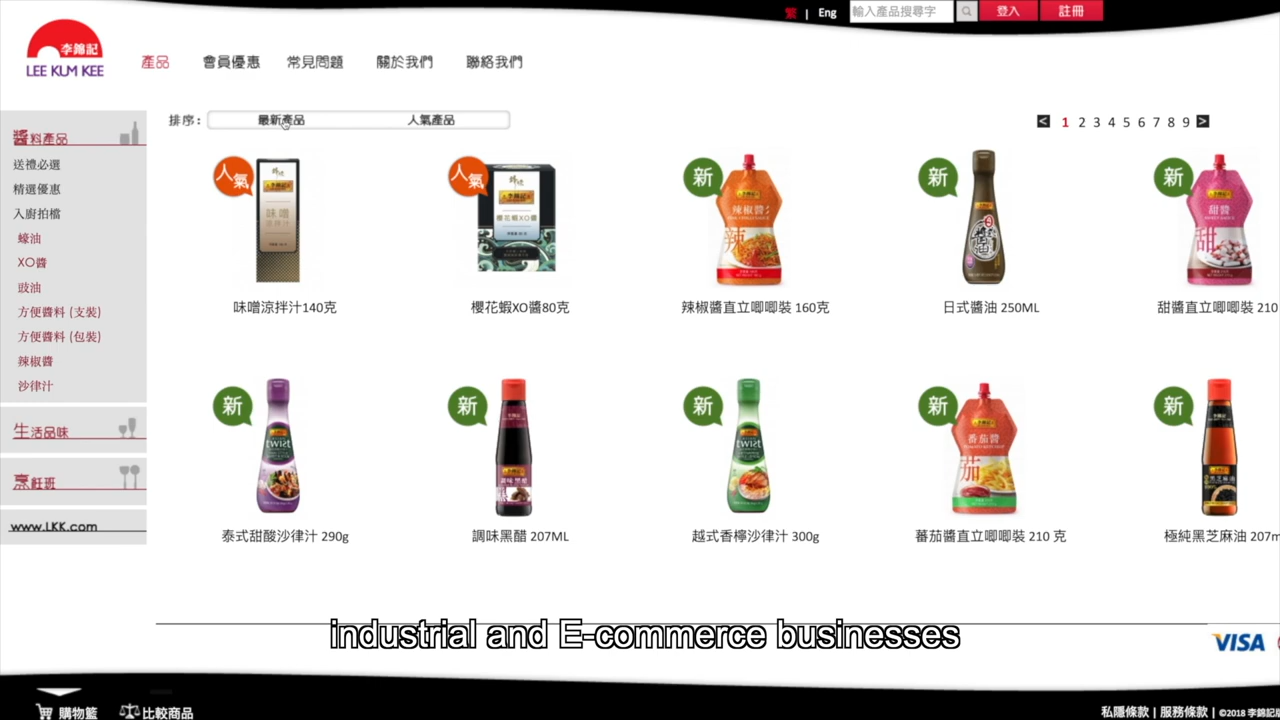 繁 | Eng 輸入產品搜尋字 登入 註冊
李錦記
LEE KUM KEE
產品 會員優惠 常見問題 關於我們 聯絡我們
排序: 最新產品 人氣產品
< 1 2 3 4 5 6 7 8 9 >
醬料產品
送禮必選
精選優惠
入廚拍檔
蠔油
XO醬
豉油
方便醬料 (支裝)
方便醬料 (包裝)
辣椒醬
沙律汁
生活品味
烹飪班
www.LKK.com
人氣 人氣 新 新 新
味噌涼拌汁140克 櫻花蝦XO醬80克 辣椒醬直立唧唧裝 160克 日式醬油 250ML 甜醬直立唧唧裝 210
新 新 新 新 新
泰式甜酸沙律汁 290g 調味黑醋 207ML 越式香檸沙律汁 300g 蕃茄醬直立唧唧裝 210 克 極純黑芝麻油 207m
industrial and E-commerce businesses
VISA
購物籃 比較商品
私隱條款 | 服務條款 | ©2018 李錦記